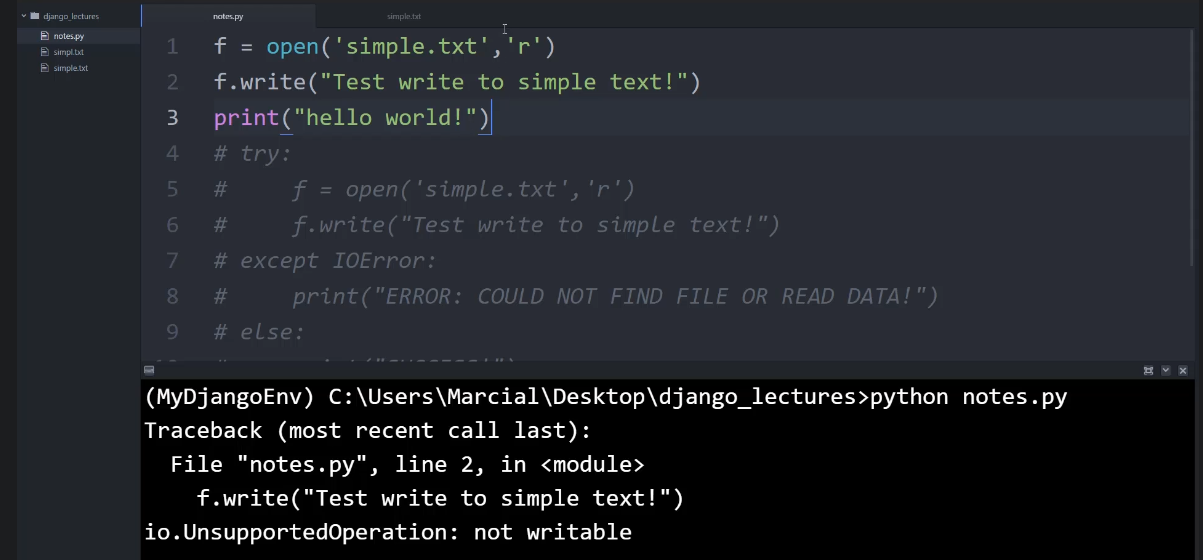 django_lectures
notes.py
simpl.txt
simple.txt
notes.py simple.txt
1 f = open('simple.txt','r')
2 f.write("Test write to simple text!")
3 print("hello world!")
4 # try:
5 #     f = open('simple.txt','r')
6 #     f.write("Test write to simple text!")
7 # except IOError:
8 #     print("ERROR: COULD NOT FIND FILE OR READ DATA!")
9 # else:
(MyDjangoEnv) C:\Users\Marcial\Desktop\django_lectures>python notes.py
Traceback (most recent call last):
  File "notes.py", line 2, in <module>
    f.write("Test write to simple text!")
io.UnsupportedOperation: not writable